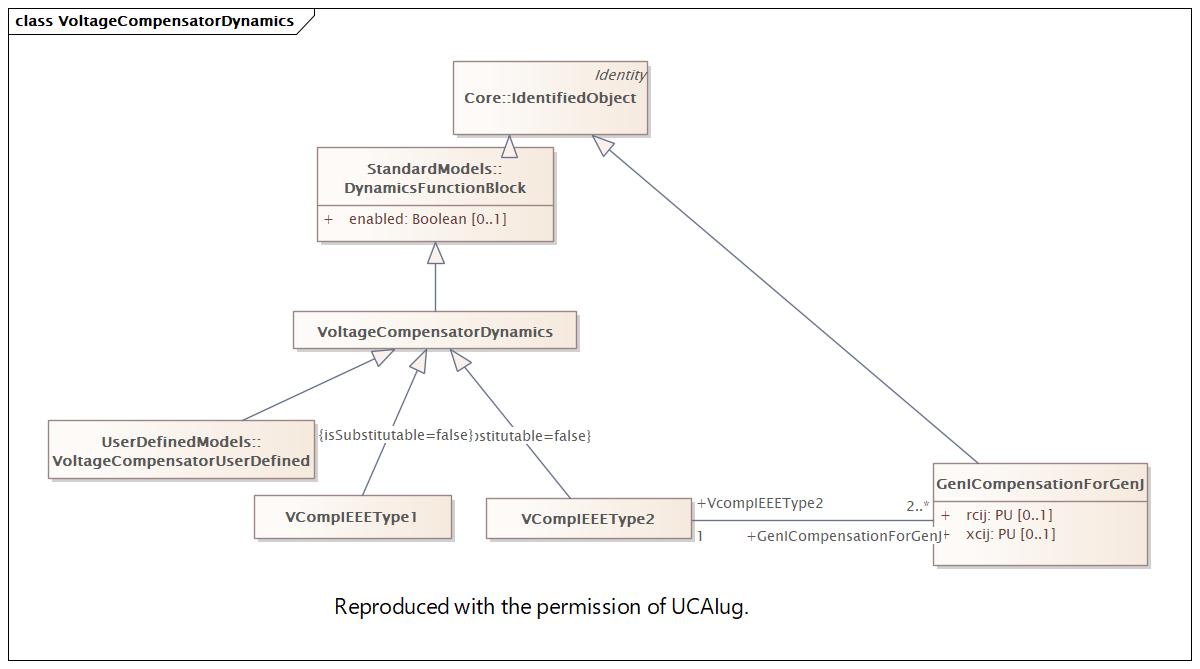 class VoltageCompensatorDynamics
Identity
Core::IdentifiedObject
StandardModels::
DynamicsFunctionBlock
+ enabled: Boolean [0..1]
VoltageCompensatorDynamics
UserDefinedModels::
VoltageCompensatorUserDefined
{isSubstitutable=false}
ostitutable=false}
VCompIEEEType1
VCompIEEEType2
+VcompIEEEType2
2..*
1
+GenICompensationForGenJ
GenICompensationForGenJ
+ rcij: PU [0..1]
+ xcij: PU [0..1]
Reproduced with the permission of UCAIug.